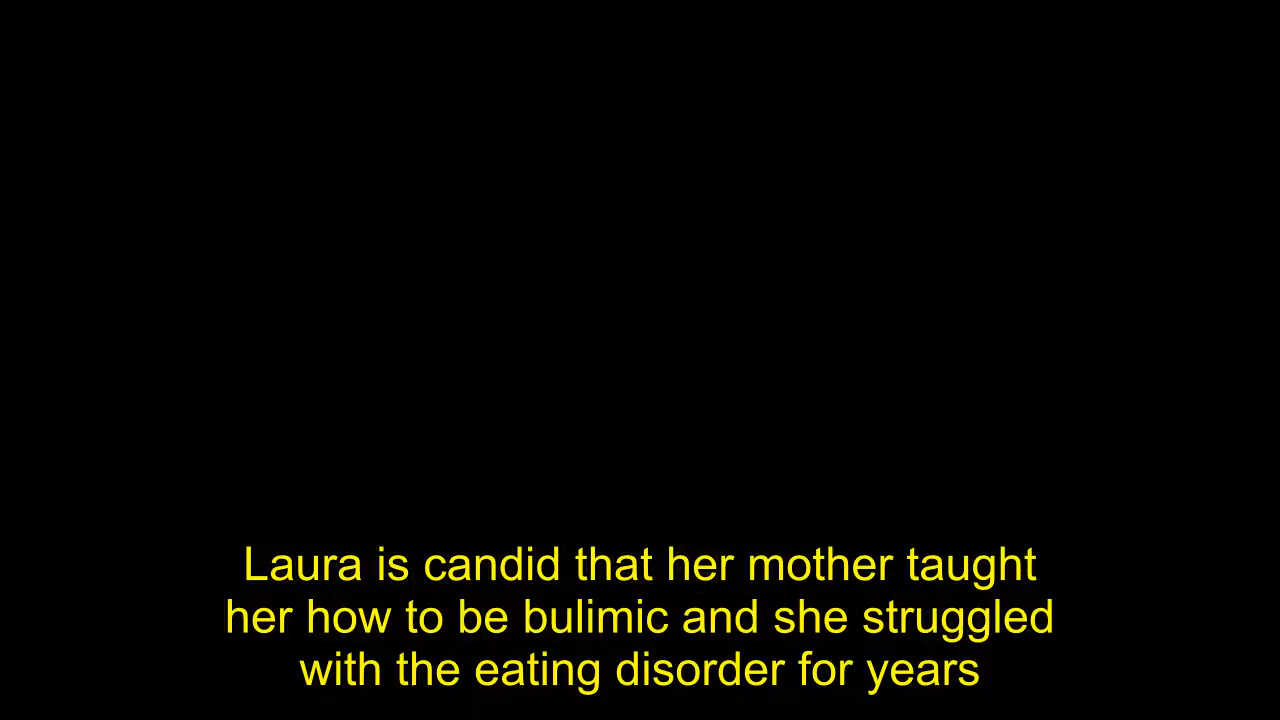 Laura is candid that her mother taught
her how to be bulimic and she struggled
with the eating disorder for years